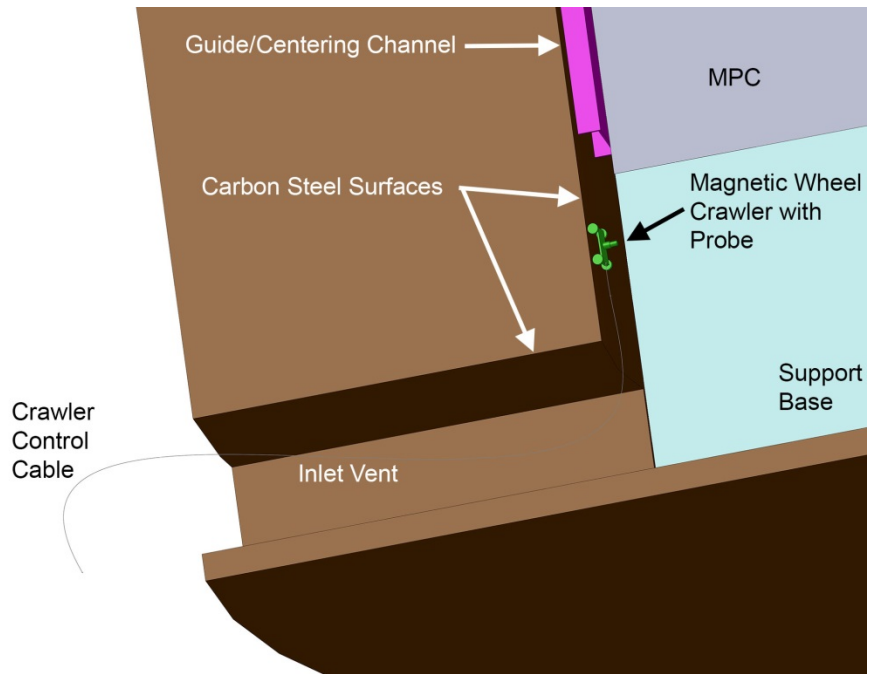 Guide/Centering Channel
MPC
Carbon Steel Surfaces
Magnetic Wheel
Crawler with
Probe
Support
Base
Crawler
Control
Cable
Inlet Vent